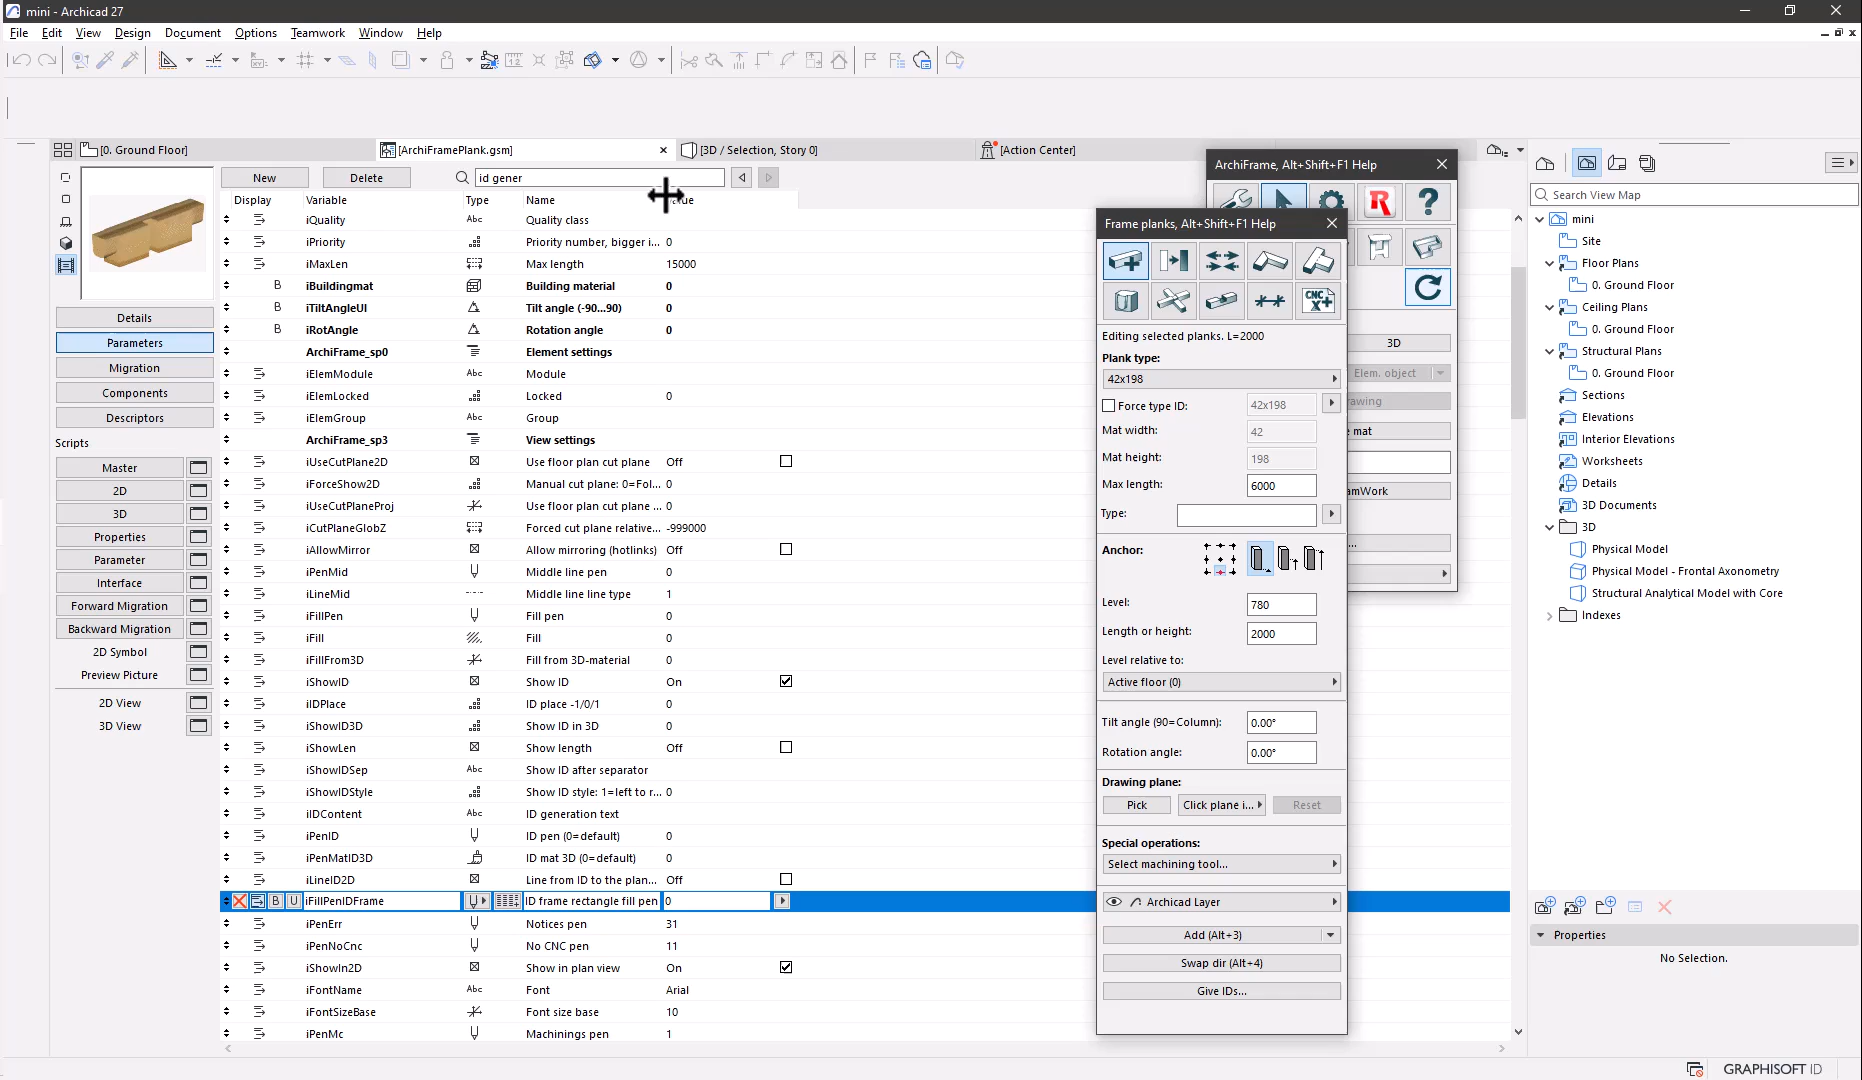 mini - Archicad 27
File Edit View Design Document Options Teamwork Window Help
[0. Ground Floor]
[ArchiFramePlank.gsm]
[3D / Selection, Story 0]
[Action Center]
New
Delete
id gener
Display Variable Type Name
iQuality Abc Quality class
iPriority Priority number, bigger i... 0
iMaxLen Max length 15000
B iBuildingmat Building material 0
B iTiltAngleUI Tilt angle (-90...90) 0
B iRotAngle Rotation angle 0
ArchiFrame_sp0 Element settings
iElemModule Abc Module
iElemLocked Locked 0
iElemGroup Abc Group
ArchiFrame_sp3 View settings
iUseCutPlane2D Use floor plan cut plane Off
iForceShow2D Manual cut plane: 0=Fol... 0
iUseCutPlaneProj Use floor plan cut plane ... 0
iCutPlaneGlobZ Forced cut plane relative... -999000
iAllowMirror Allow mirroring (hotlinks) Off
iPenMid Middle line pen 0
iLineMid Middle line line type 1
iFillPen Fill pen 0
iFill Fill 0
iFillFrom3D Fill from 3D-material 0
iShowID Show ID On
iIDPlace ID place -1/0/1 0
iShowID3D Show ID in 3D 0
iShowLen Show length Off
iShowIDSep Abc Show ID after separator
iShowIDStyle Show ID style: 1=left to r... 0
iIDContent Abc ID generation text
iPenID ID pen (0=default) 0
iPenMatID3D ID mat 3D (0=default) 0
iLineID2D Line from ID to the plan... Off
B U iFillPenIDFrame ID frame rectangle fill pen 0
iPenErr Notices pen 31
iPenNoCnc No CNC pen 11
iShowIn2D Show in plan view On
iFontName Abc Font Arial
iFontSizeBase Font size base 10
iPenMc Machinings pen 1
Details
Parameters
Migration
Components
Descriptors
Scripts
Master
2D
3D
Properties
Parameter
Interface
Forward Migration
Backward Migration
2D Symbol
Preview Picture
2D View
3D View
ArchiFrame, Alt+Shift+F1 Help
R ?
3D
Elem. object
Frame planks, Alt+Shift+F1 Help
CNC
X+
Editing selected planks. L=2000
Plank type:
42x198
Force type ID: 42x198
Mat width: 42
Mat height: 198
Max length: 6000
Type:
Anchor:
Level: 780
Length or height: 2000
Level relative to:
Active floor (0)
Tilt angle (90=Column): 0.00°
Rotation angle: 0.00°
Drawing plane:
Pick Click plane i... Reset
Special operations:
Select machining tool...
Archicad Layer
Add (Alt+3)
Swap dir (Alt+4)
Give IDs...
Search View Map
mini
Site
Floor Plans
0. Ground Floor
Ceiling Plans
0. Ground Floor
Structural Plans
0. Ground Floor
Sections
Elevations
Interior Elevations
Worksheets
Details
3D Documents
3D
Physical Model
Physical Model - Frontal Axonometry
Structural Analytical Model with Core
Indexes
Properties
No Selection.
GRAPHISOFT ID